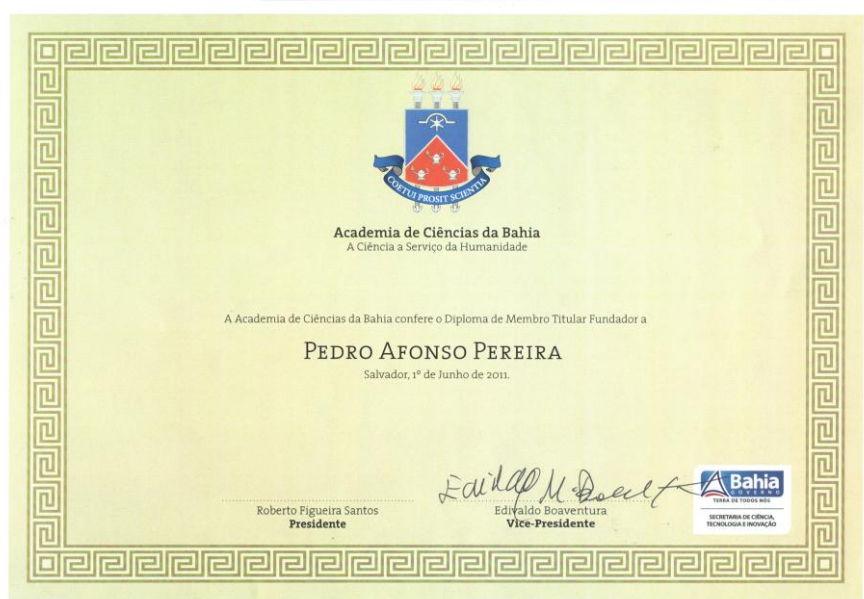 COETUI PROSIT SCIENTIA
Academia de Ciências da Bahia
A Ciência a Serviço da Humanidade
A Academia de Ciências da Bahia confere o Diploma de Membro Titular Fundador a
PEDRO AFONSO PEREIRA
Salvador, 1º de Junho de 2011.
Roberto Figueira Santos
Presidente
Edivaldo Boaventura
Vice-Presidente
Bahia
GOVERNO
TERRA DE TODOS NÓS
SECRETARIA DE CIÊNCIA,
TECNOLOGIA E INOVAÇÃO